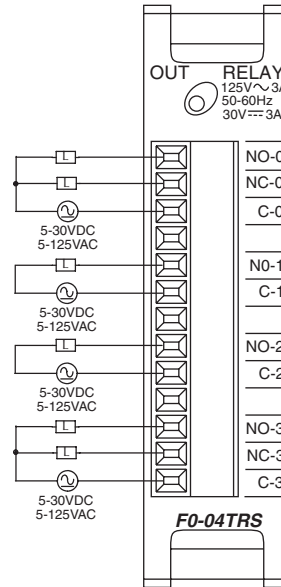 OUT RELAY
125V∿3A
50-60Hz
30V⎓3A
L
NO-0
L
NC-0
C-0
5-30VDC
5-125VAC
L
N0-1
C-1
5-30VDC
5-125VAC
L
NO-2
C-2
5-30VDC
5-125VAC
L
NO-3
L
NC-3
C-3
5-30VDC
5-125VAC
F0-04TRS